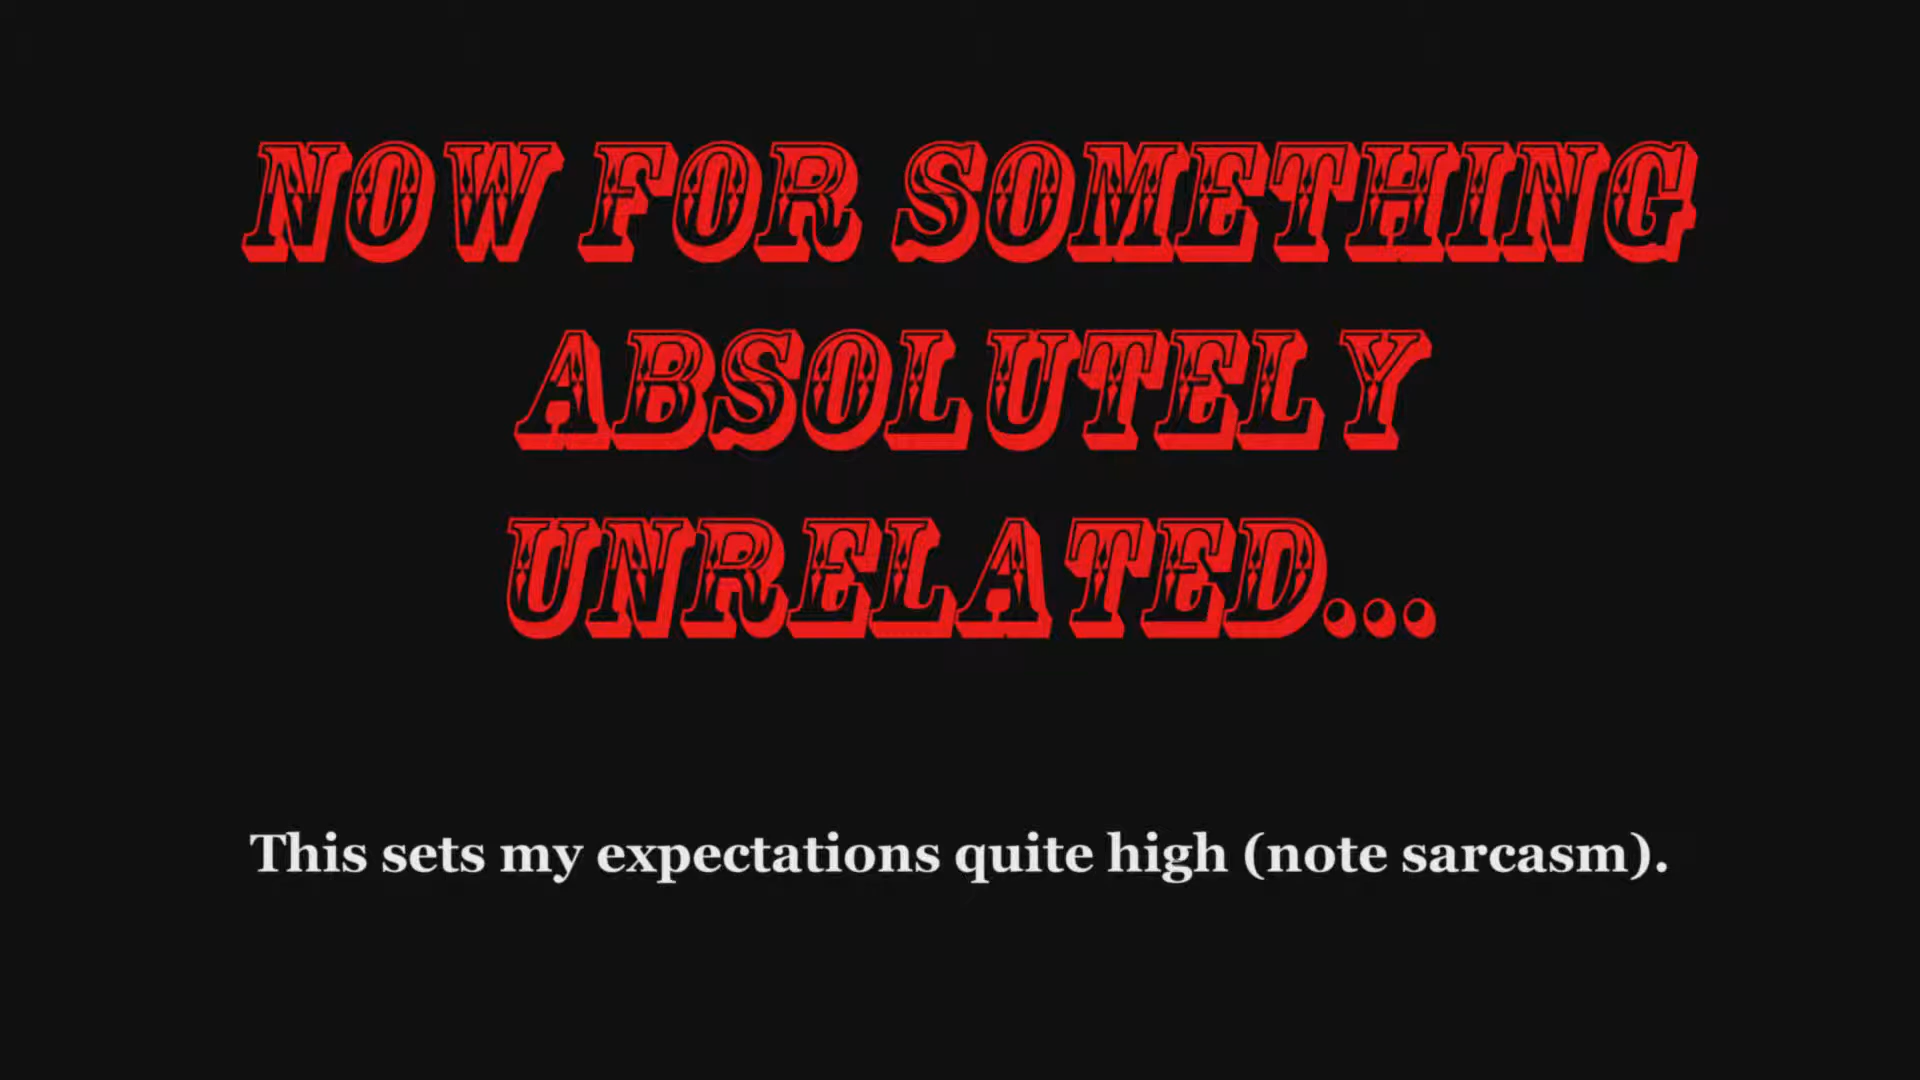 NOW FOR SOMETHING
ABSOLUTELY
UNRELATED...
This sets my expectations quite high (note sarcasm).